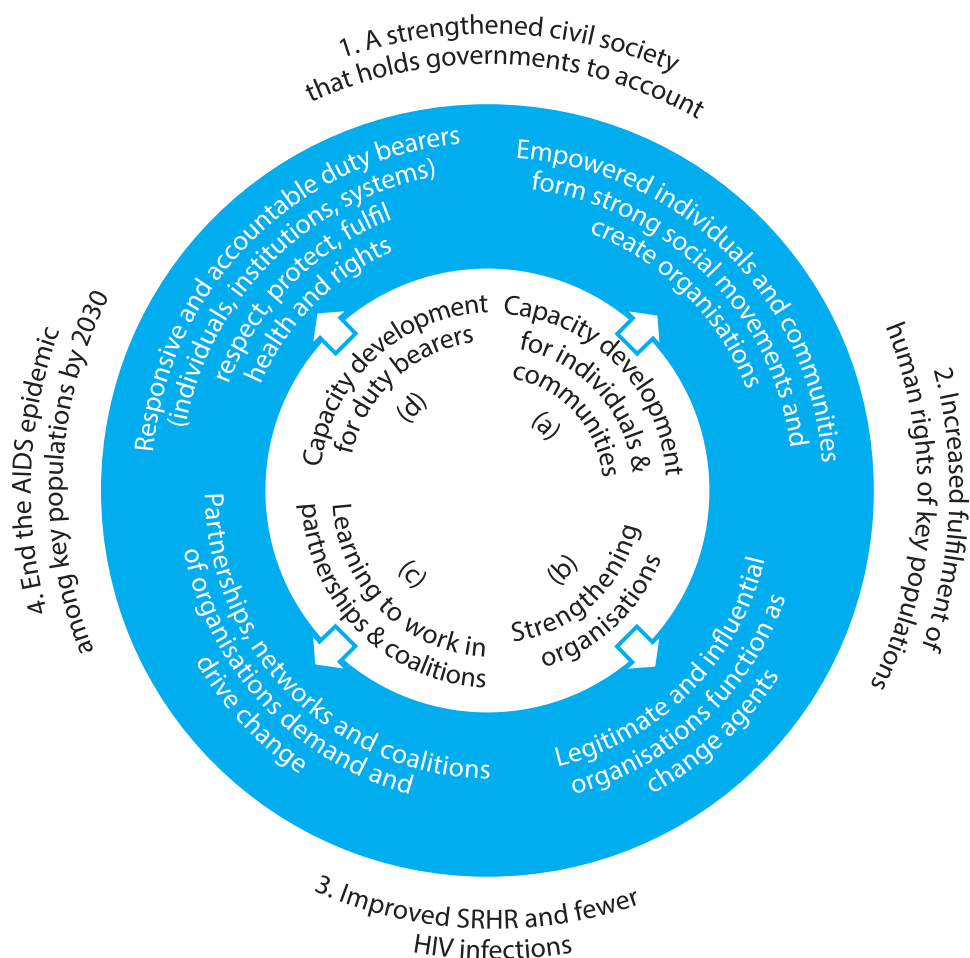 1. A strengthened civil society
that holds governments to account
2. Increased fulfilment of
human rights of key populations
3. Improved SRHR and fewer
HIV infections
4. End the AIDS epidemic
among key populations by 2030
Empowered individuals and communities
form strong social movements and
create organisations
Legitimate and influential
organisations function as
change agents
Partnerships, networks and coalitions
of organisations demand and
drive change
Responsive and accountable duty bearers
(individuals, institutions, systems)
respect, protect, fulfil
health and rights
Capacity development
for individuals &
communities
(a)
(b)
Strengthening
organisations
(c)
Learning to work in
partnerships & coalitions
Capacity development
for duty bearers
(d)